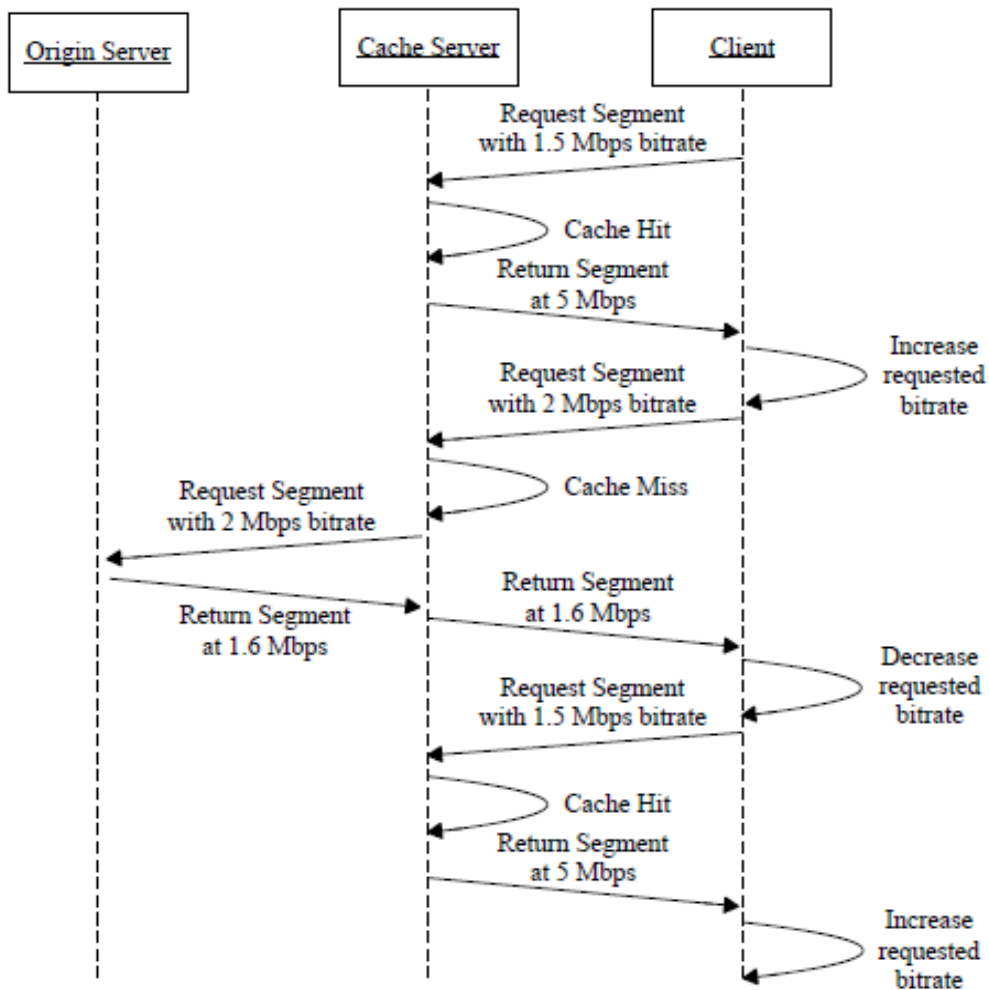 Origin Server
Cache Server
Client
Request Segment
with 1.5 Mbps bitrate
Cache Hit
Return Segment
at 5 Mbps
Increase
requested
bitrate
Request Segment
with 2 Mbps bitrate
Cache Miss
Request Segment
with 2 Mbps bitrate
Return Segment
at 1.6 Mbps
Return Segment
at 1.6 Mbps
Decrease
requested
bitrate
Request Segment
with 1.5 Mbps bitrate
Cache Hit
Return Segment
at 5 Mbps
Increase
requested
bitrate